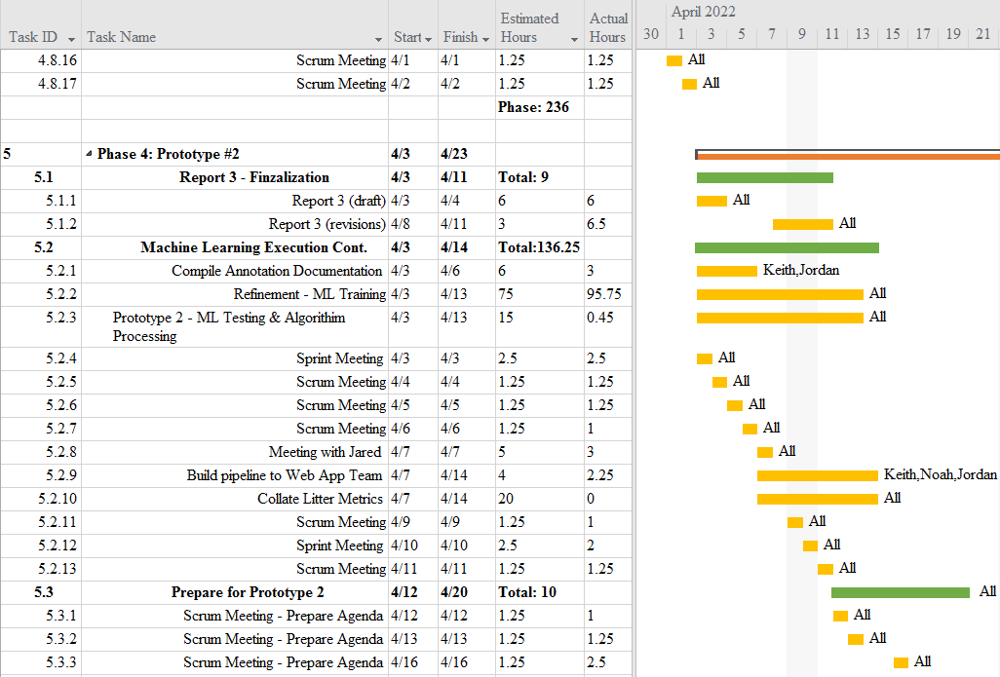 April 2022
Task ID Task Name Start Finish Estimated Hours Actual Hours 30 1 3 5 7 9 11 13 15 17 19 21
4.8.16 Scrum Meeting 4/1 4/1 1.25 1.25 All
4.8.17 Scrum Meeting 4/2 4/2 1.25 1.25 All
Phase: 236
5 Phase 4: Prototype #2 4/3 4/23
5.1 Report 3 - Finzalization 4/3 4/11 Total: 9
5.1.1 Report 3 (draft) 4/3 4/4 6 6 All
5.1.2 Report 3 (revisions) 4/8 4/11 3 6.5 All
5.2 Machine Learning Execution Cont. 4/3 4/14 Total:136.25
5.2.1 Compile Annotation Documentation 4/3 4/6 6 3 Keith,Jordan
5.2.2 Refinement - ML Training 4/3 4/13 75 95.75 All
5.2.3 Prototype 2 - ML Testing & Algorithim 4/3 4/13 15 0.45 All
Processing
5.2.4 Sprint Meeting 4/3 4/3 2.5 2.5 All
5.2.5 Scrum Meeting 4/4 4/4 1.25 1.25 All
5.2.6 Scrum Meeting 4/5 4/5 1.25 1.25 All
5.2.7 Scrum Meeting 4/6 4/6 1.25 1 All
5.2.8 Meeting with Jared 4/7 4/7 5 3 All
5.2.9 Build pipeline to Web App Team 4/7 4/14 4 2.25 Keith,Noah,Jordan
5.2.10 Collate Litter Metrics 4/7 4/14 20 0 All
5.2.11 Scrum Meeting 4/9 4/9 1.25 1 All
5.2.12 Sprint Meeting 4/10 4/10 2.5 2 All
5.2.13 Scrum Meeting 4/11 4/11 1.25 1.25 All
5.3 Prepare for Prototype 2 4/12 4/20 Total: 10 All
5.3.1 Scrum Meeting - Prepare Agenda 4/12 4/12 1.25 1 All
5.3.2 Scrum Meeting - Prepare Agenda 4/13 4/13 1.25 1.25 All
5.3.3 Scrum Meeting - Prepare Agenda 4/16 4/16 1.25 2.5 All